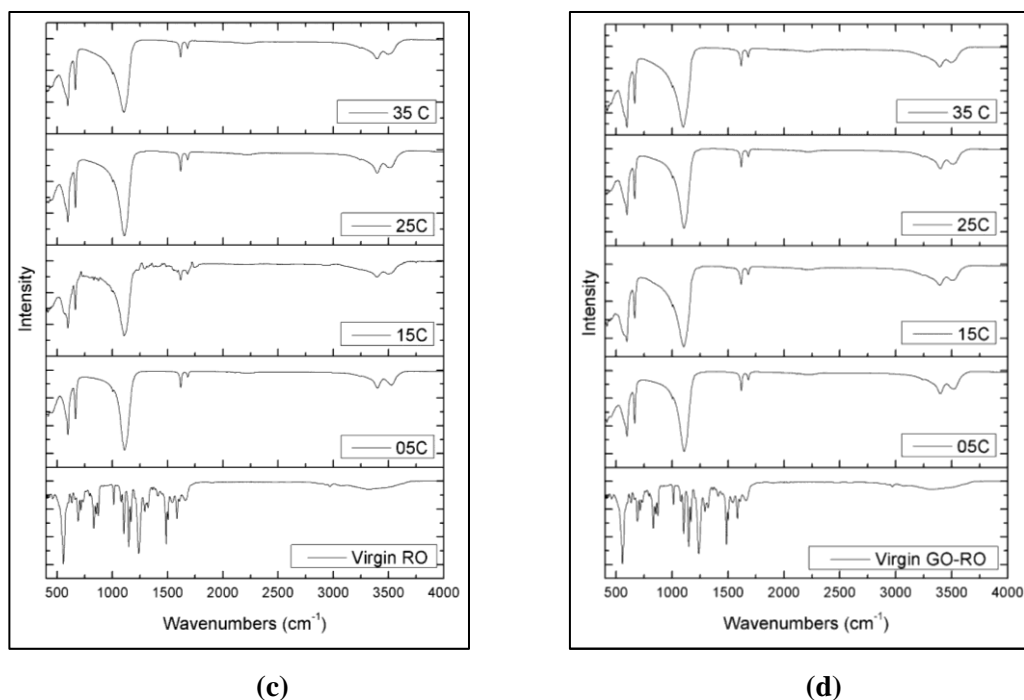 Intensity
35 C
25C
15C
05C
Virgin RO
500 1000 1500 2000 2500 3000 3500 4000
Wavenumbers (cm⁻¹)
(c)
Intensity
35 C
25C
15C
05C
Virgin GO-RO
500 1000 1500 2000 2500 3000 3500 4000
Wavenumbers (cm⁻¹)
(d)